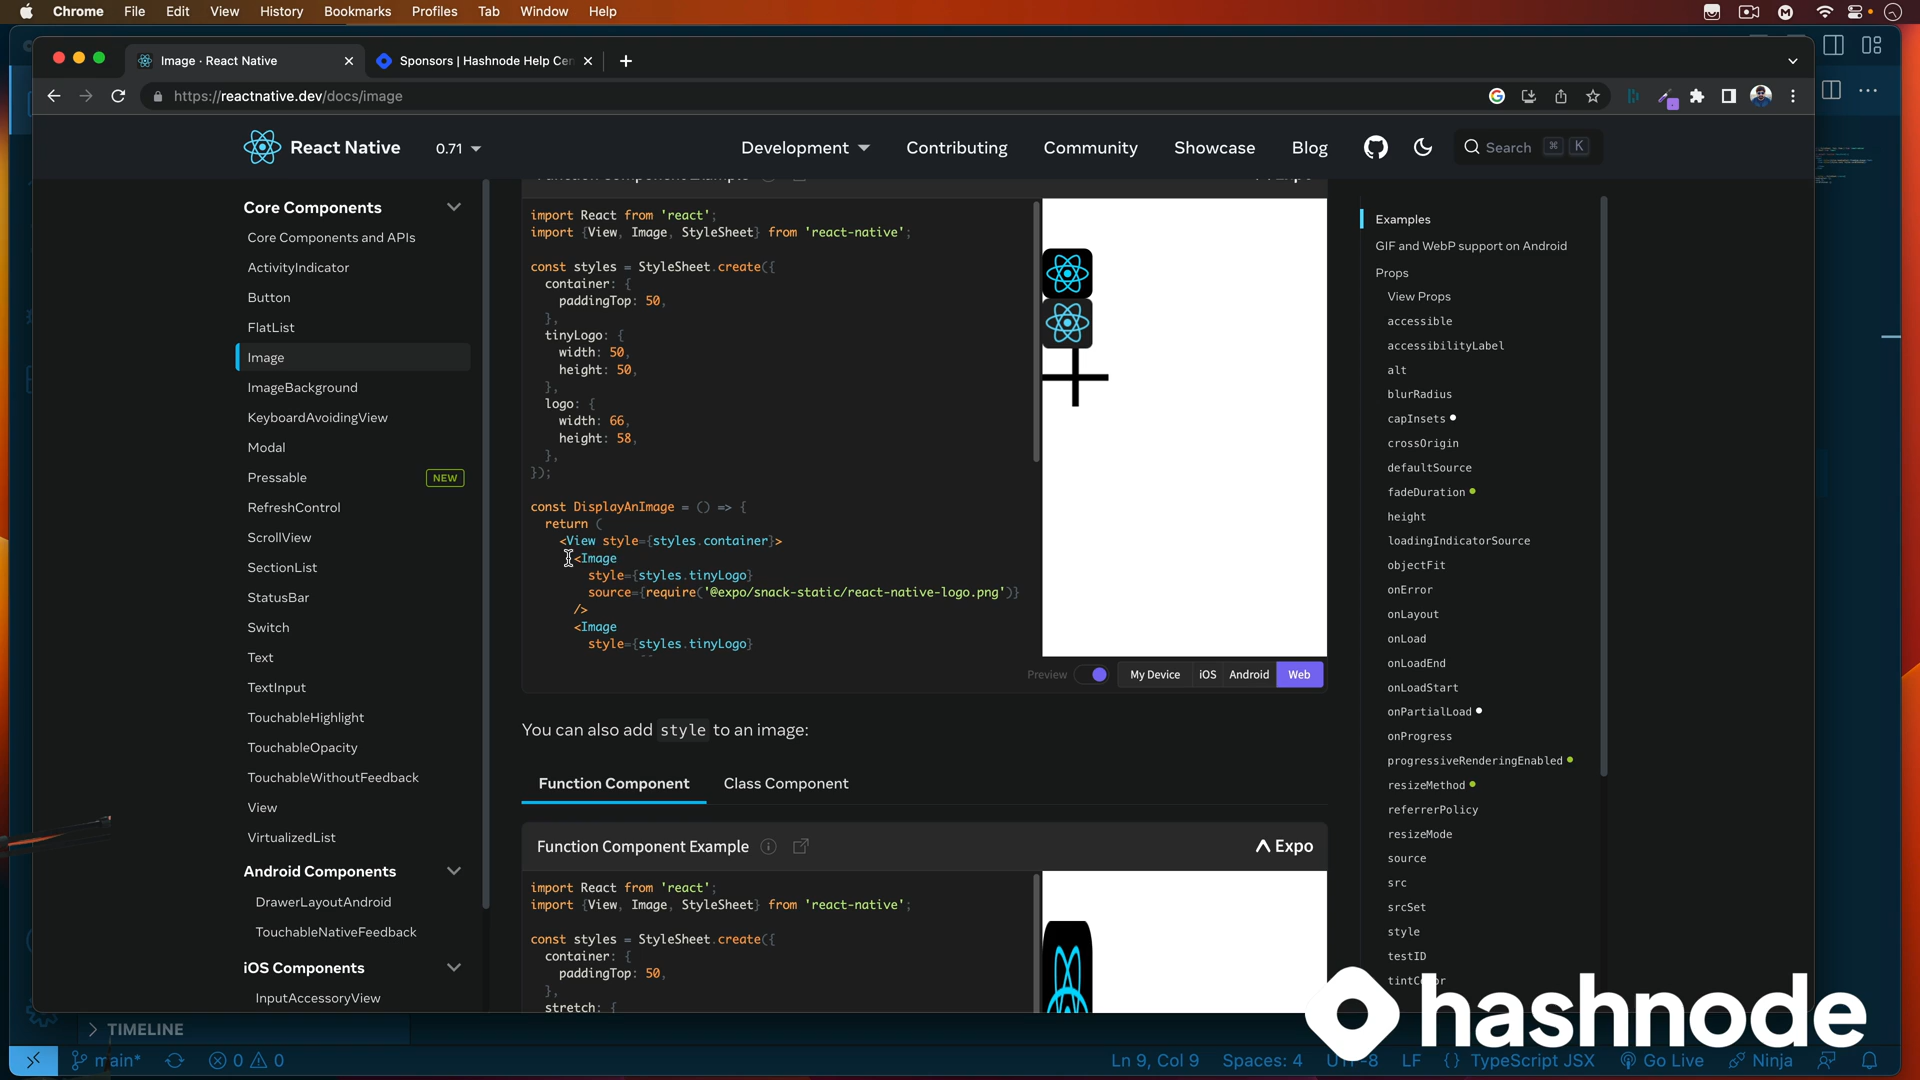 Chrome File Edit View History Bookmarks Profiles Tab Window Help
Image · React Native
Sponsors | Hashnode Help Cen
https://reactnative.dev/docs/image
React Native 0.71
Development Contributing Community Showcase Blog
Search ⌘ K
Core Components
Core Components and APIs
ActivityIndicator
Button
FlatList
Image
ImageBackground
KeyboardAvoidingView
Modal
Pressable NEW
RefreshControl
ScrollView
SectionList
StatusBar
Switch
Text
TextInput
TouchableHighlight
TouchableOpacity
TouchableWithoutFeedback
View
VirtualizedList
Android Components
DrawerLayoutAndroid
TouchableNativeFeedback
iOS Components
InputAccessoryView
import React from 'react';
import {View, Image, StyleSheet} from 'react-native';
const styles = StyleSheet.create({
container: {
paddingTop: 50,
},
tinyLogo: {
width: 50,
height: 50,
},
logo: {
width: 66,
height: 58,
},
});
const DisplayAnImage = () => {
return (
<View style={styles.container}>
<Image
style={styles.tinyLogo}
source={require('@expo/snack-static/react-native-logo.png')}
/>
<Image
style={styles.tinyLogo}
Preview My Device iOS Android Web
You can also add style to an image:
Function Component Class Component
Function Component Example
Expo
import React from 'react';
import {View, Image, StyleSheet} from 'react-native';
const styles = StyleSheet.create({
container: {
paddingTop: 50,
},
stretch: {
Examples
GIF and WebP support on Android
Props
View Props
accessible
accessibilityLabel
alt
blurRadius
capInsets
crossOrigin
defaultSource
fadeDuration
height
loadingIndicatorSource
objectFit
onError
onLayout
onLoad
onLoadEnd
onLoadStart
onPartialLoad
onProgress
progressiveRenderingEnabled
resizeMethod
referrerPolicy
resizeMode
source
src
srcSet
style
testID
hashnode
TIMELINE
main* 0 0
Ln 9, Col 9 Spaces: 4 UTF-8 LF {} TypeScript JSX Go Live Ninja